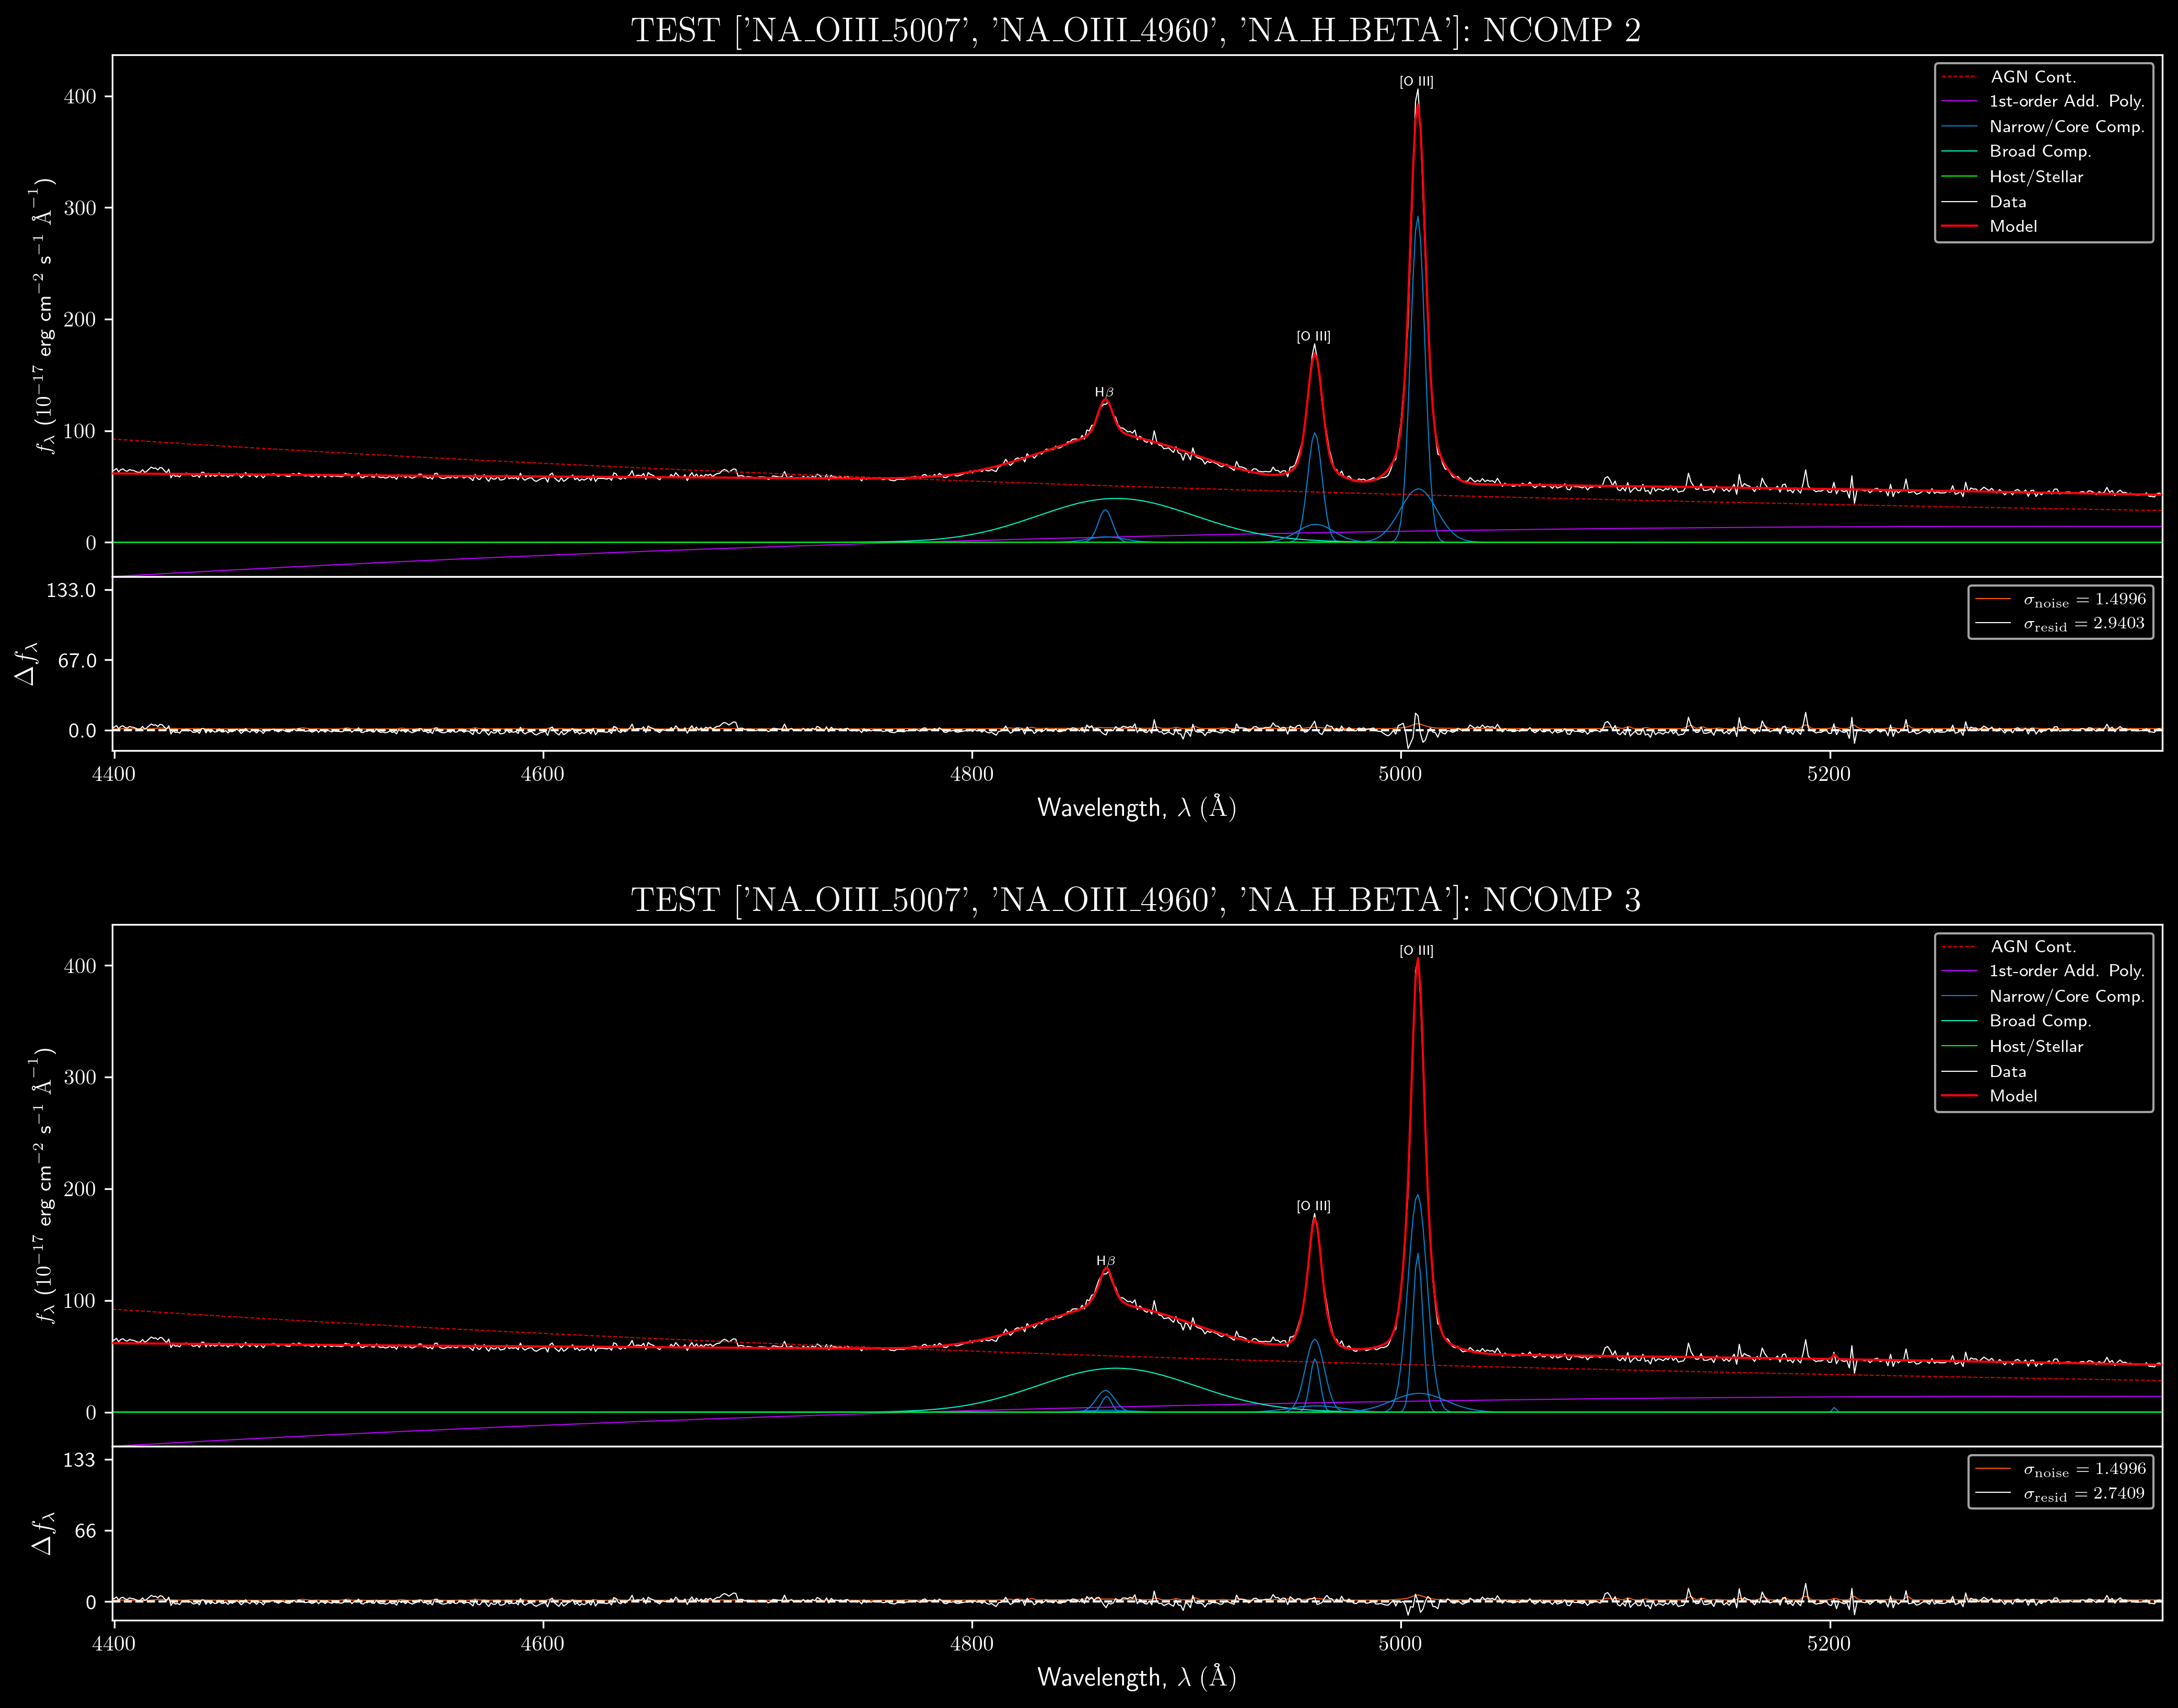 TEST ['NA_OIII_5007', 'NA_OIII_4960', 'NA_H_BETA']: NCOMP 2
[O III]
[O III]
Hβ
AGN Cont.
1st-order Add. Poly.
Narrow/Core Comp.
Broad Comp.
Host/Stellar
Data
Model
400
300
200
100
0
f_λ (10⁻¹⁷ erg cm⁻² s⁻¹ Å⁻¹)
σ_noise = 1.4996
σ_resid = 2.9403
133.0
67.0
0.0
Δf_λ
4400 4600 4800 5000 5200
Wavelength, λ (Å)
TEST ['NA_OIII_5007', 'NA_OIII_4960', 'NA_H_BETA']: NCOMP 3
[O III]
[O III]
Hβ
AGN Cont.
1st-order Add. Poly.
Narrow/Core Comp.
Broad Comp.
Host/Stellar
Data
Model
400
300
200
100
0
f_λ (10⁻¹⁷ erg cm⁻² s⁻¹ Å⁻¹)
σ_noise = 1.4996
σ_resid = 2.7409
133
66
0
Δf_λ
4400 4600 4800 5000 5200
Wavelength, λ (Å)